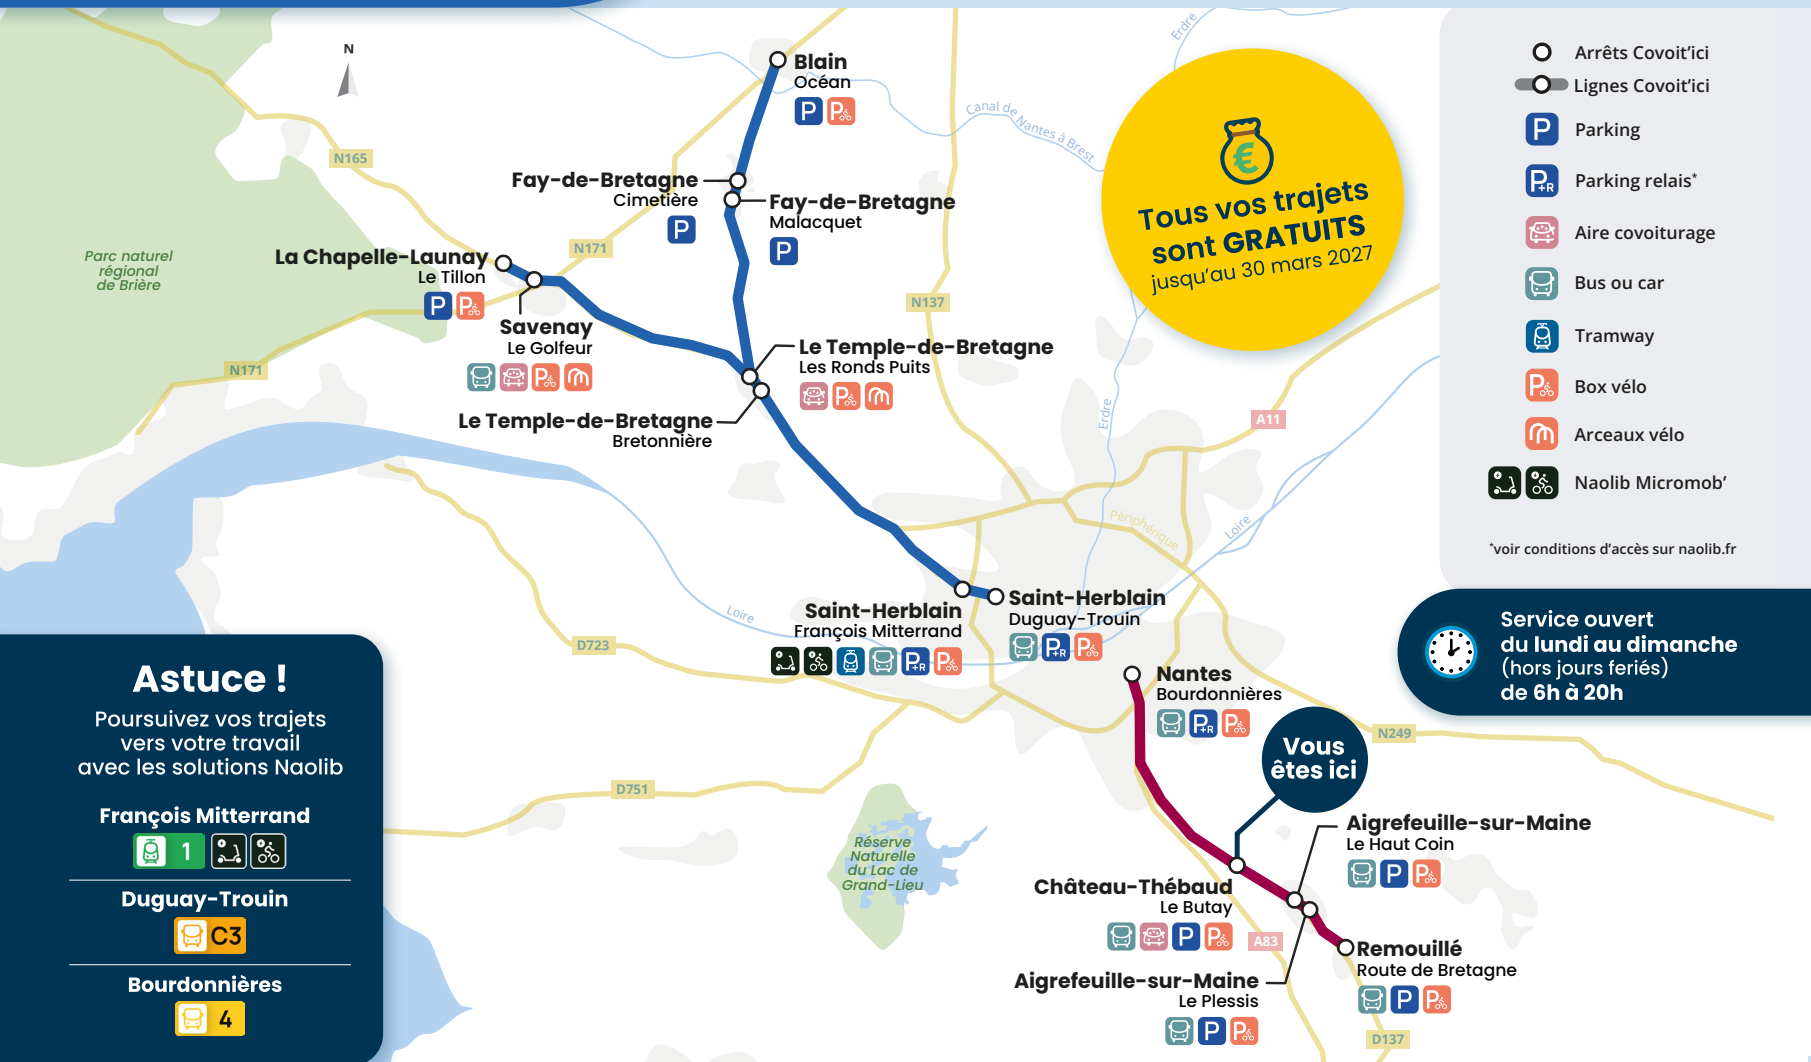 N
Blain
Océan
P
P
Fay-de-Bretagne
Cimetière
P
Fay-de-Bretagne
Malacquet
P
N165
N171
La Chapelle-Launay
Le Tillon
P
P
Savenay
Le Golfeur
P
Parc naturel
régional
de Brière
N171
Le Temple-de-Bretagne
Les Ronds Puits
P
Le Temple-de-Bretagne
Bretonnière
N137
Canal de Nantes à Brest
Erdre
Erdre
€
Tous vos trajets
sont GRATUITS
jusqu'au 30 mars 2027
A11
Périphérique
Loire
Loire
Saint-Herblain
François Mitterrand
P+R
P
Saint-Herblain
Duguay-Trouin
P+R
P
D723
D751
Nantes
Bourdonnières
P+R
P
Vous
êtes ici
N249
Réserve
Naturelle
du Lac de
Grand-Lieu
Aigrefeuille-sur-Maine
Le Haut Coin
P
P
Château-Thébaud
Le Butay
P
P
A83
Aigrefeuille-sur-Maine
Le Plessis
P
P
Remouillé
Route de Bretagne
P
P
D137
Arrêts Covoit'ici
Lignes Covoit'ici
P
Parking
P+R
Parking relais*
Aire covoiturage
Bus ou car
Tramway
P
Box vélo
Arceaux vélo
Naolib Micromob'
*voir conditions d'accès sur naolib.fr
Service ouvert
du lundi au dimanche
(hors jours feriés)
de 6h à 20h
Astuce !
Poursuivez vos trajets
vers votre travail
avec les solutions Naolib
François Mitterrand
1
Duguay-Trouin
C3
Bourdonnières
4